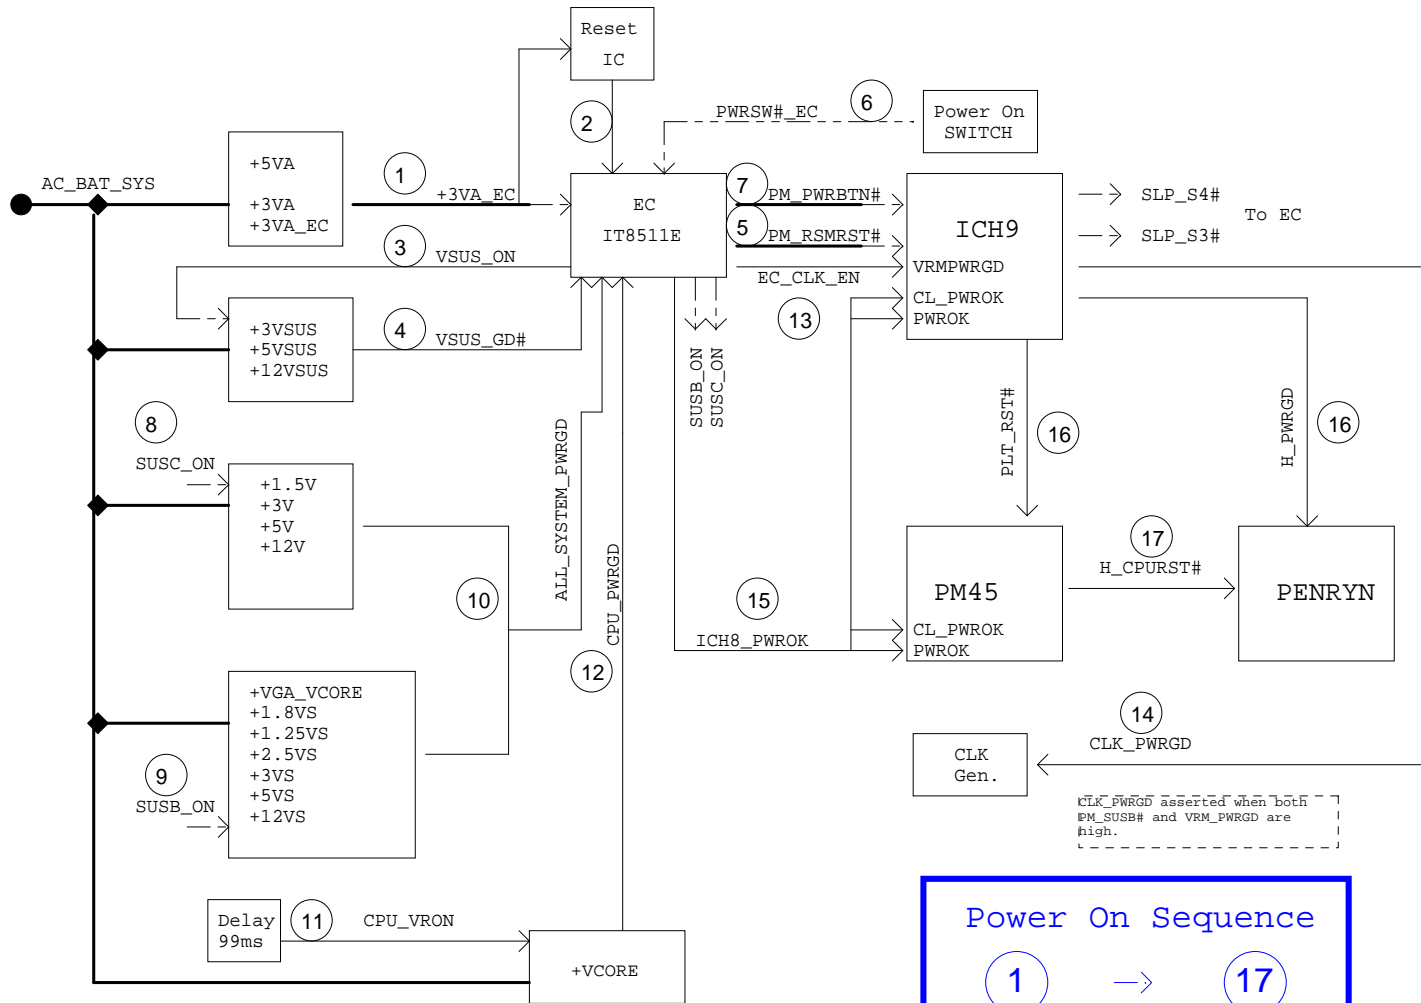 Reset
IC
2
PWRSW#_EC
6
Power On
SWITCH
AC_BAT_SYS
+5VA
+3VA
+3VA_EC
1
+3VA_EC
EC
IT8511E
7
PM_PWRBTN#
5
PM_RSMRST#
EC_CLK_EN
13
ICH9
VRMPWRGD
CL_PWROK
PWROK
SLP_S4#
SLP_S3#
To EC
3
VSUS_ON
+3VSUS
+5VSUS
+12VSUS
4
VSUS_GD#
SUSB_ON
SUSC_ON
8
SUSC_ON
+1.5V
+3V
+5V
+12V
10
ALL_SYSTEM_PWRGD
CPU_PWRGD
12
PLT_RST#
16
H_PWRGD
16
15
ICH8_PWROK
PM45
CL_PWROK
PWROK
17
H_CPURST#
PENRYN
+VGA_VCORE
+1.8VS
+1.25VS
+2.5VS
+3VS
+5VS
+12VS
9
SUSB_ON
14
CLK_PWRGD
CLK
Gen.
CLK_PWRGD asserted when both
PM_SUSB# and VRM_PWRGD are
high.
Delay
99ms
11
CPU_VRON
+VCORE
Power On Sequence
1
17